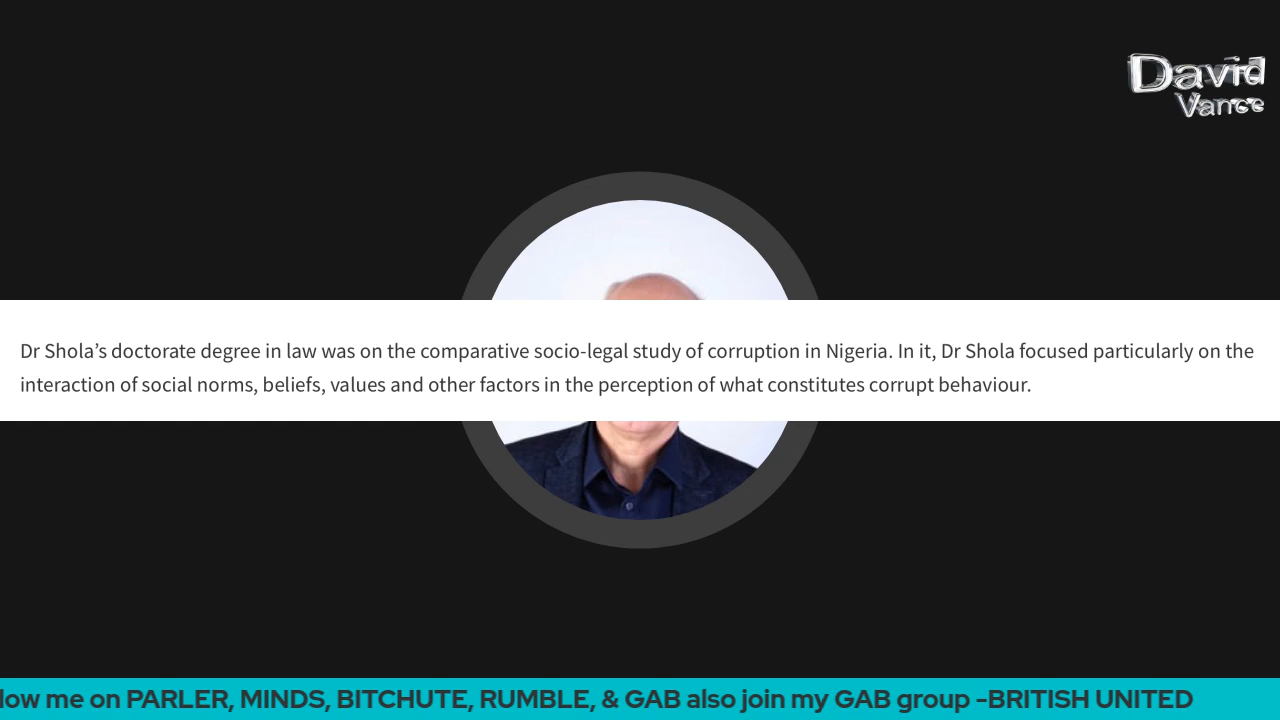 David
Vance
Dr Shola’s doctorate degree in law was on the comparative socio-legal study of corruption in Nigeria. In it, Dr Shola focused particularly on the
interaction of social norms, beliefs, values and other factors in the perception of what constitutes corrupt behaviour.
low me on PARLER, MINDS, BITCHUTE, RUMBLE, & GAB also join my GAB group -BRITISH UNITED